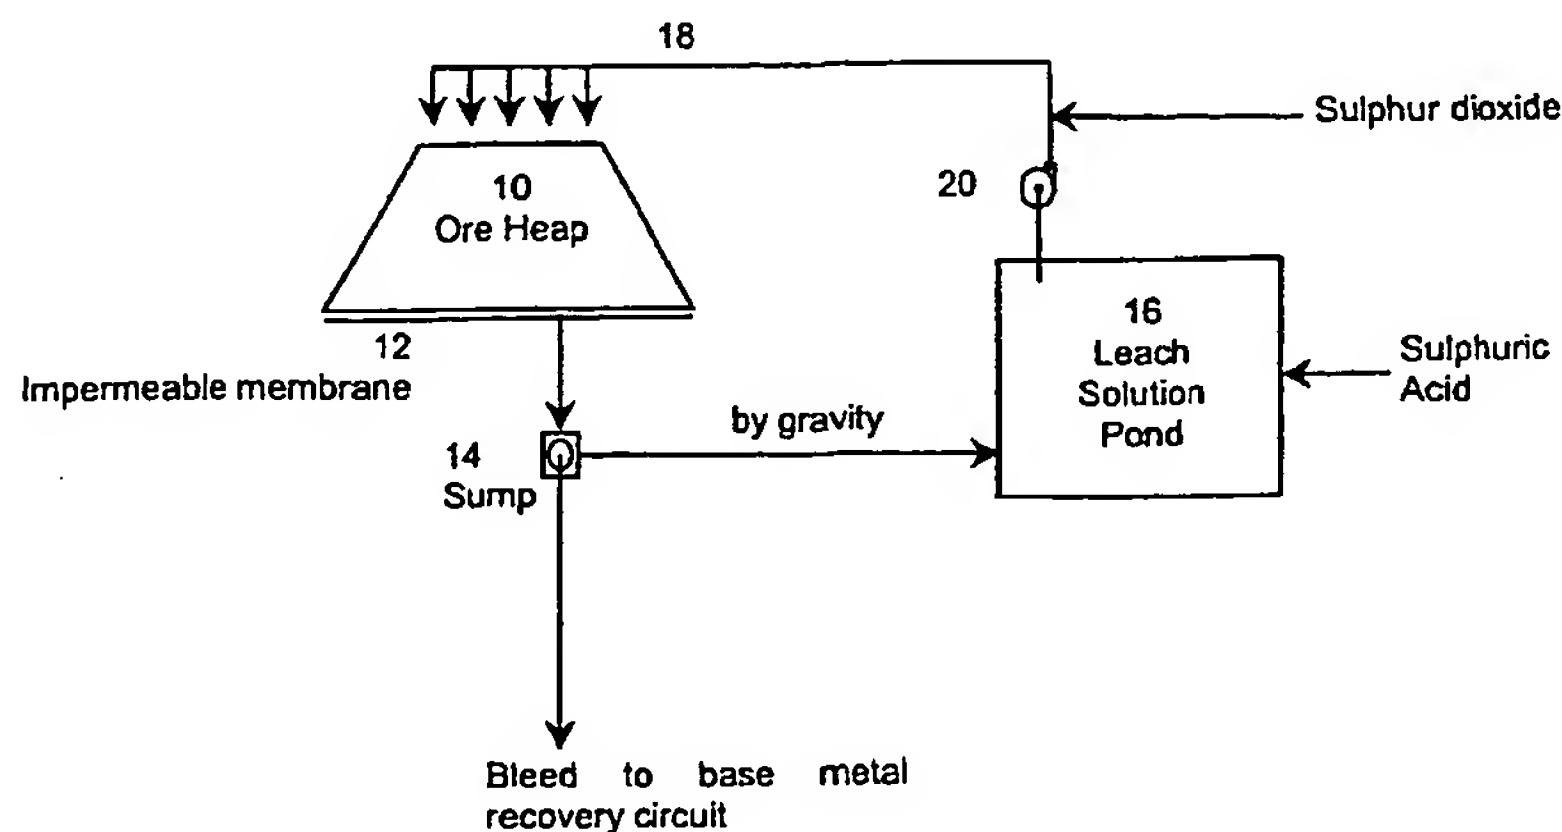 18
Sulphur dioxide
20
10
Ore Heap
12
Impermeable membrane
16
Leach
Solution
Pond
Sulphuric
Acid
by gravity
14
Sump
Bleed to base metal
recovery circuit